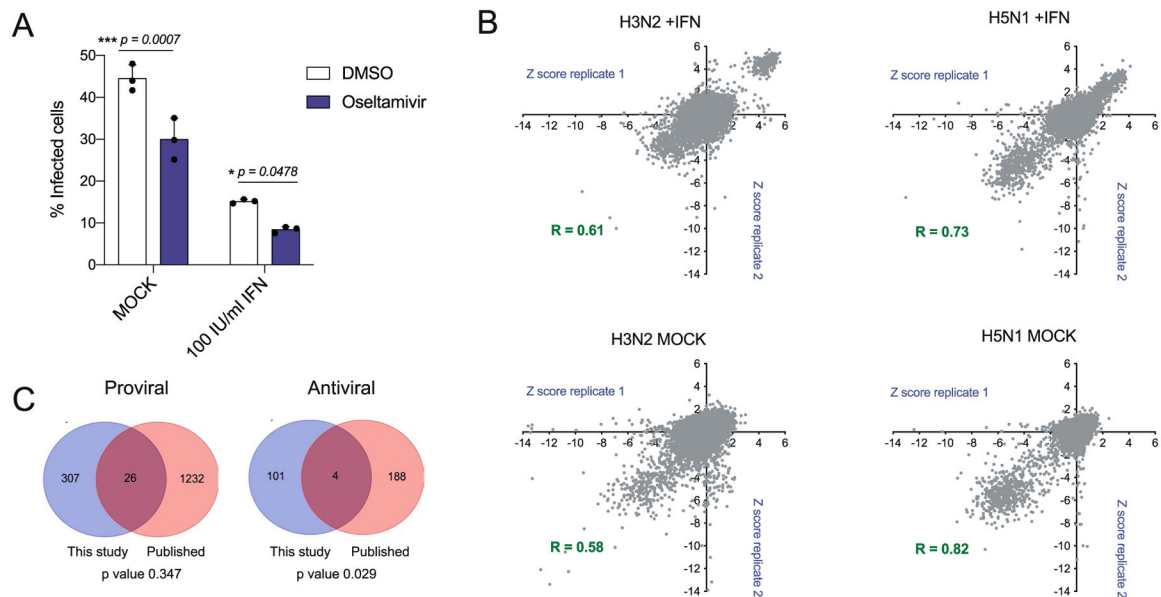 A
*** p = 0.0007
50
40
30
20
10
0
% Infected cells
* p = 0.0478
MOCK
100 IU/ml IFN
DMSO
Oseltamivir
B
H3N2 +IFN
Z score replicate 1
6
4
2
-14 -12 -10 -8 -6 -4 -2 2 4 6
-4
-6
-8
-10
-12
-14
Z score replicate 2
R = 0.61
H5N1 +IFN
Z score replicate 1
6
4
2
-14 -12 -10 -8 -6 -4 -2 2 4 6
-4
-6
-8
-10
-12
-14
Z score replicate 2
R = 0.73
H3N2 MOCK
Z score replicate 1
6
4
2
-14 -12 -10 -8 -6 -4 -2 2 4 6
-4
-6
-8
-10
-12
-14
Z score replicate 2
R = 0.58
H5N1 MOCK
Z score replicate 1
6
4
2
-14 -12 -10 -8 -6 -4 -2 2 4 6
-4
-6
-8
-10
-12
-14
Z score replicate 2
R = 0.82
C
Proviral
307 26 1232
This study Published
p value 0.347
Antiviral
101 4 188
This study Published
p value 0.029